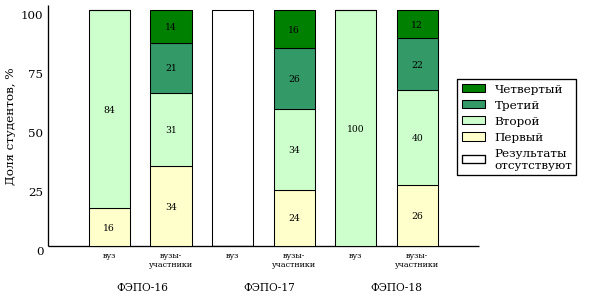 Доля студентов, %
100
75
50
25
0
84
16
14
21
31
34
16
26
34
24
100
12
22
40
26
вуз
вузы-
участники
вуз
вузы-
участники
вуз
вузы-
участники
ФЭПО-16
ФЭПО-17
ФЭПО-18
Четвертый
Третий
Второй
Первый
Результаты
отсутствуют